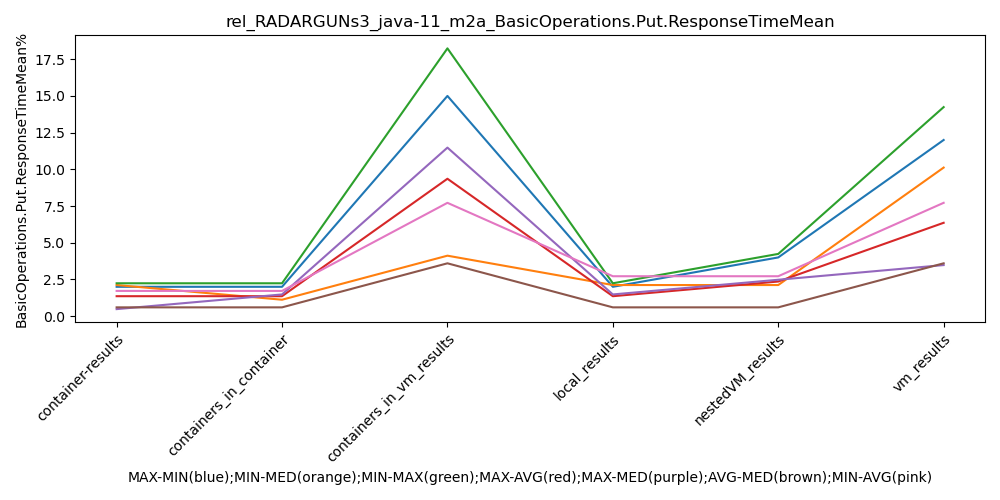 rel_RADARGUNs3_java-11_m2a_BasicOperations.Put.ResponseTimeMean
BasicOperations.Put.ResponseTimeMean%
17.5
15.0
12.5
10.0
7.5
5.0
2.5
0.0
container-results
containers_in_container
containers_in_vm_results
local_results
nestedVM_results
vm_results
MAX-MIN(blue);MIN-MED(orange);MIN-MAX(green);MAX-AVG(red);MAX-MED(purple);AVG-MED(brown);MIN-AVG(pink)